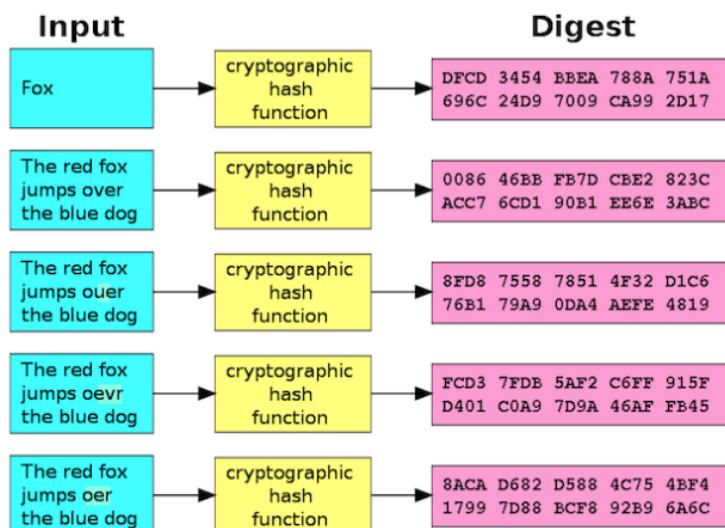 Input
Digest
Fox
cryptographic
hash
function
DFCD 3454 BBEA 788A 751A
696C 24D9 7009 CA99 2D17
The red fox
jumps over
the blue dog
cryptographic
hash
function
0086 46BB FB7D CBE2 823C
ACC7 6CD1 90B1 EE6E 3ABC
The red fox
jumps ouer
the blue dog
cryptographic
hash
function
8FD8 7558 7851 4F32 D1C6
76B1 79A9 0DA4 AEFE 4819
The red fox
jumps oevr
the blue dog
cryptographic
hash
function
FCD3 7FDB 5AF2 C6FF 915F
D401 C0A9 7D9A 46AF FB45
The red fox
jumps oer
the blue dog
cryptographic
hash
function
8ACA D682 D588 4C75 4BF4
1799 7D88 BCF8 92B9 6A6C